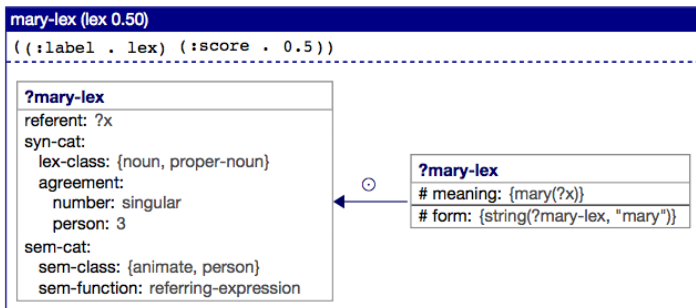 mary-lex (lex 0.50)
((:label . lex) (:score . 0.5))
?mary-lex
referent: ?x
syn-cat:
lex-class: {noun, proper-noun}
agreement:
number: singular
person: 3
sem-cat:
sem-class: {animate, person}
sem-function: referring-expression
⊙
?mary-lex
# meaning: {mary(?x)}
# form: {string(?mary-lex, "mary")}